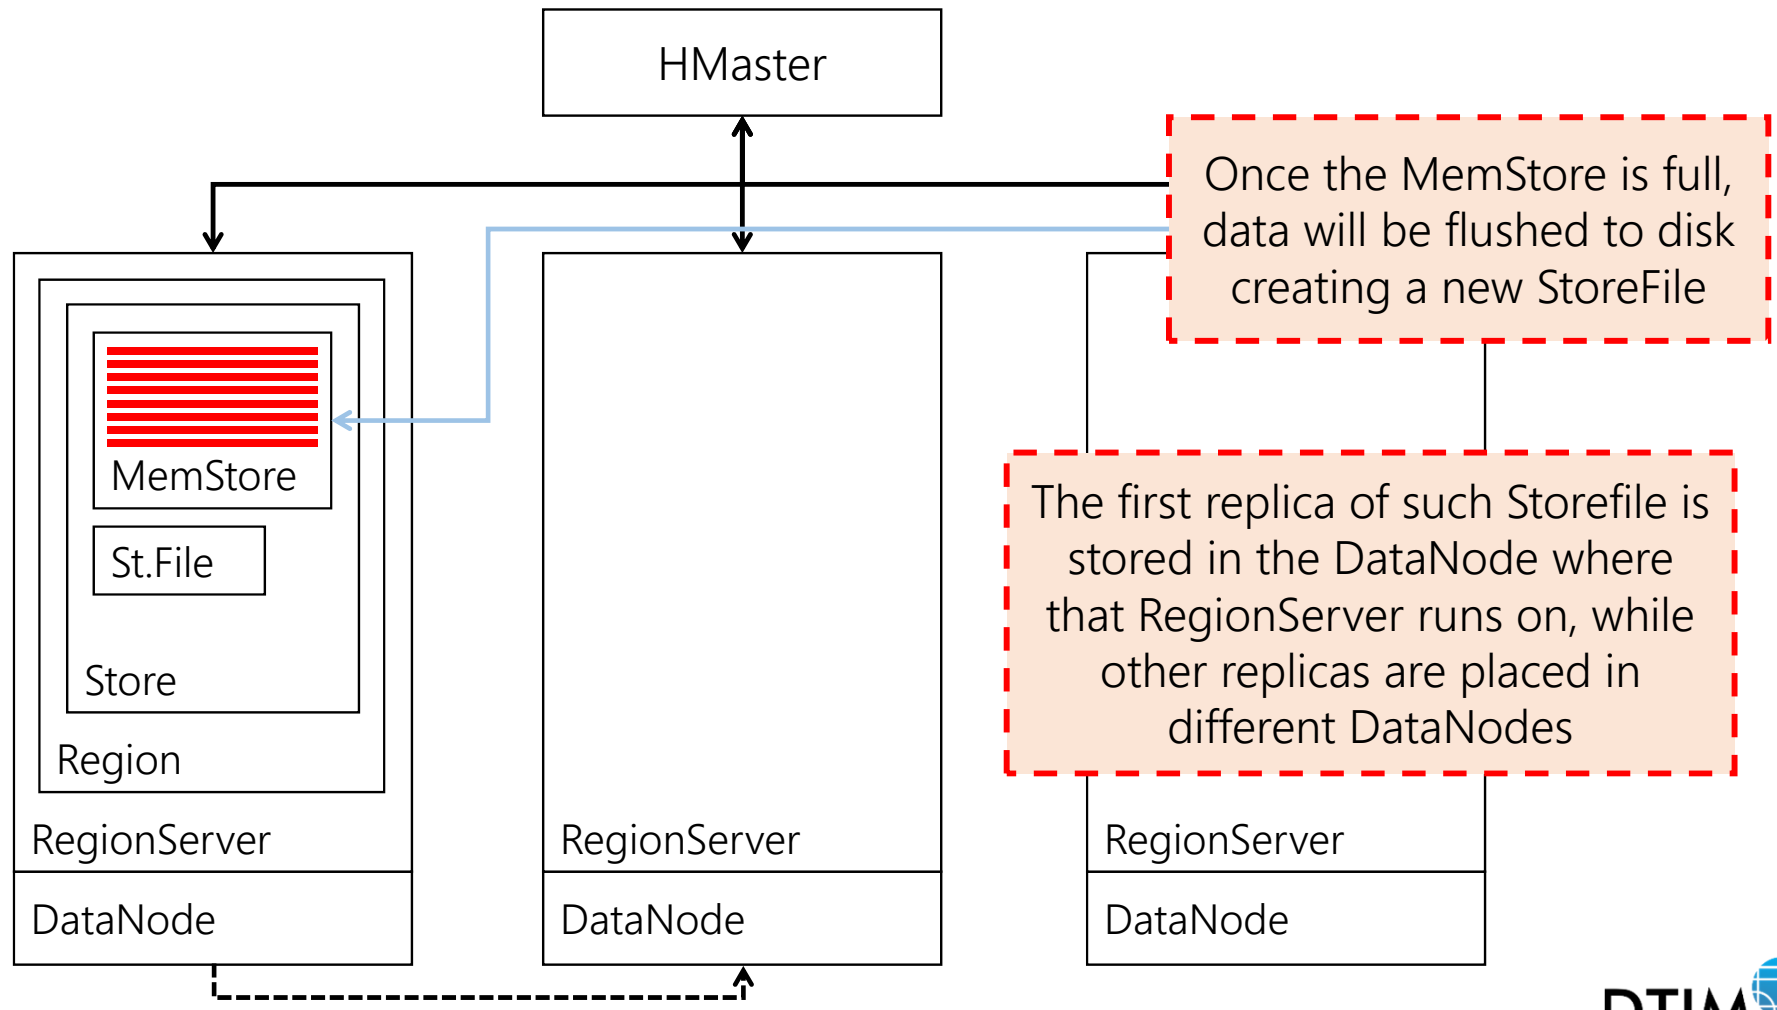 HMaster
Once the MemStore is full,
data will be flushed to disk
creating a new StoreFile
MemStore
St.File
Store
Region
RegionServer
DataNode
RegionServer
DataNode
The first replica of such Storefile is
stored in the DataNode where
that RegionServer runs on, while
other replicas are placed in
different DataNodes
RegionServer
DataNode
DTIM